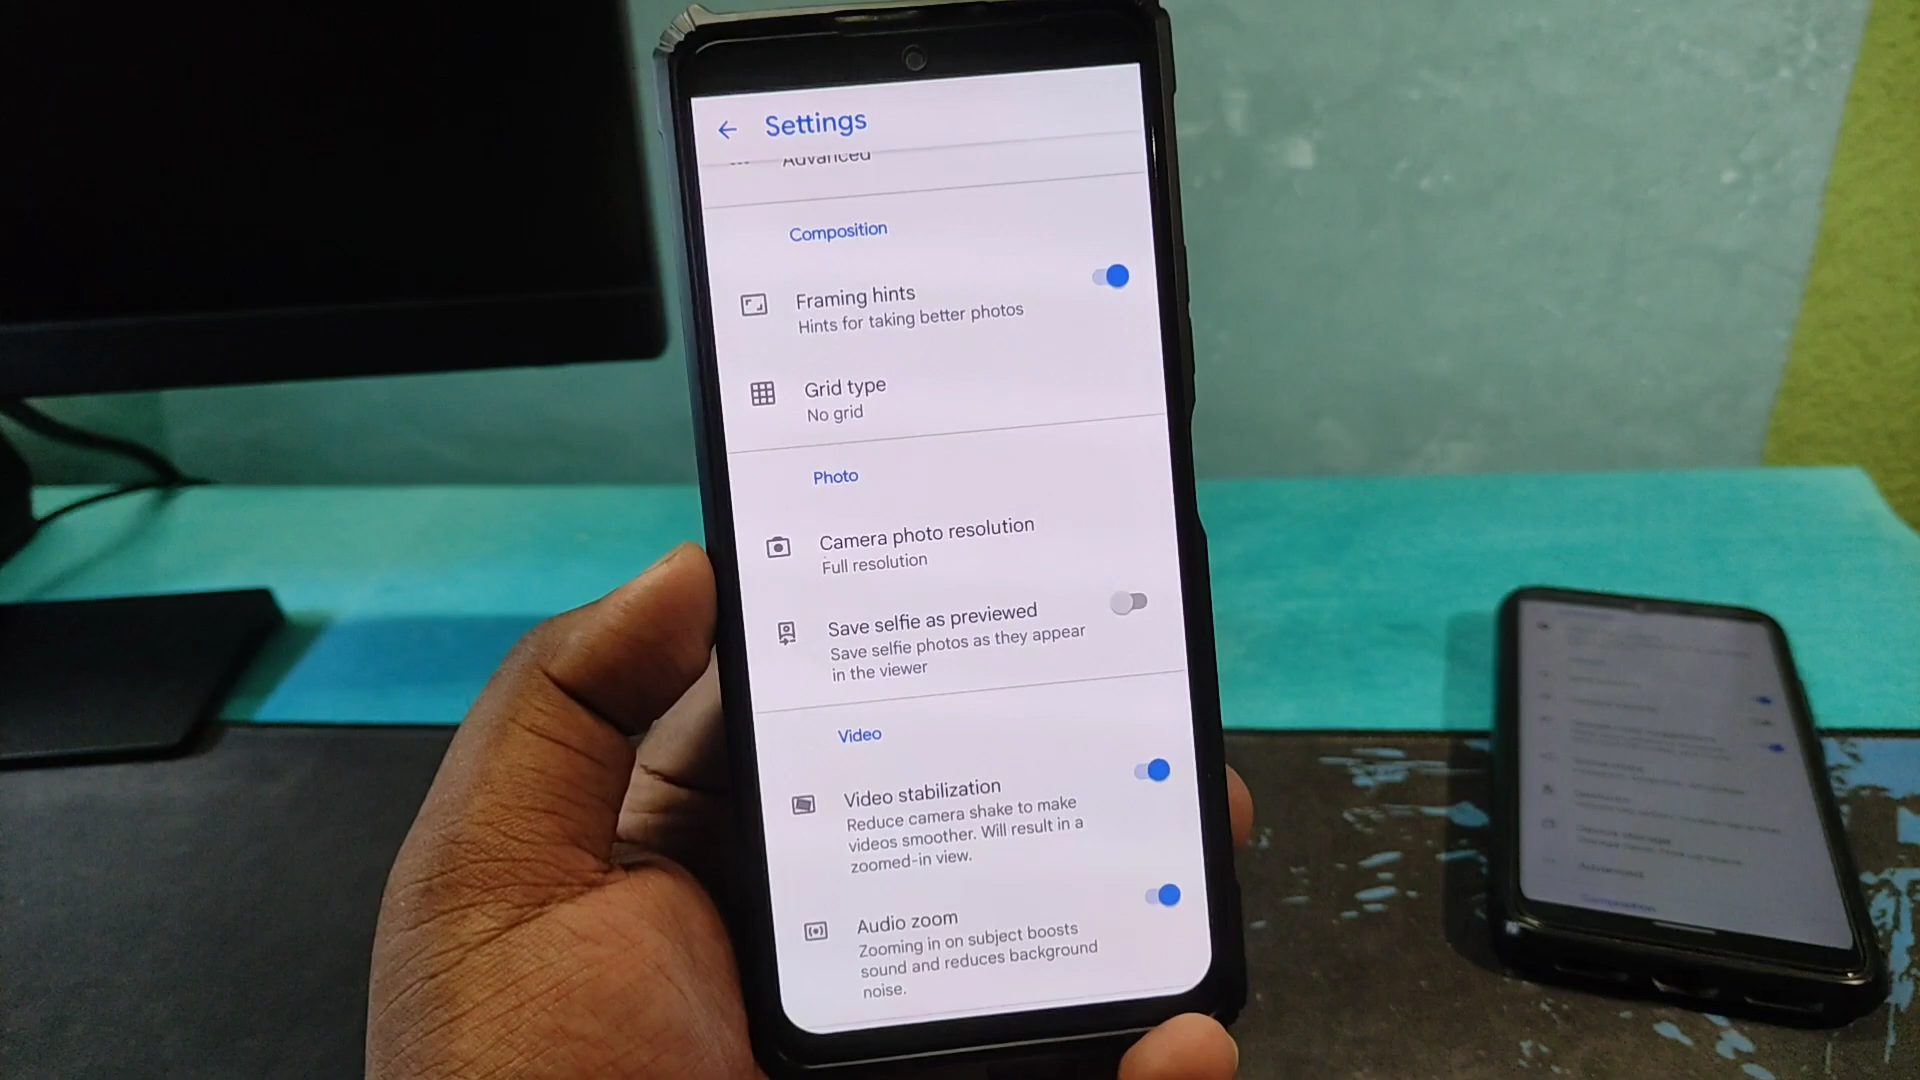 Settings
Advanced
Composition
Framing hints
Hints for taking better photos
Grid type
No grid
Photo
Camera photo resolution
Full resolution
Save selfie as previewed
Save selfie photos as they appear
in the viewer
Video
Video stabilization
Reduce camera shake to make
videos smoother. Will result in a
zoomed-in view.
Audio zoom
Zooming in on subject boosts
sound and reduces background
noise.
Advanced
Composition